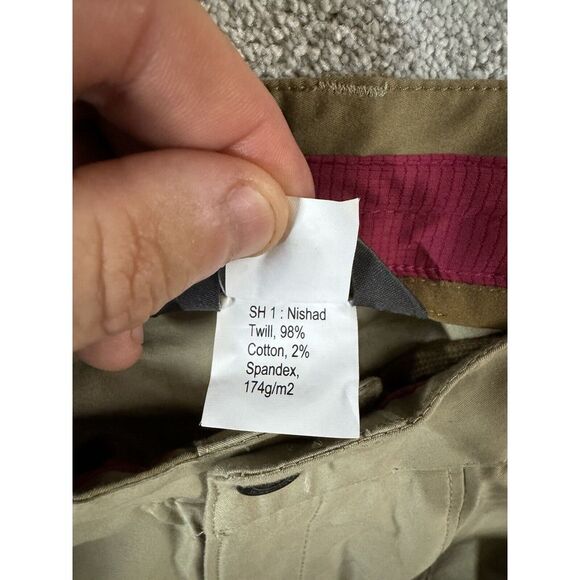 SH 1 : Nishad
Twill, 98%
Cotton, 2%
Spandex,
174g/m2